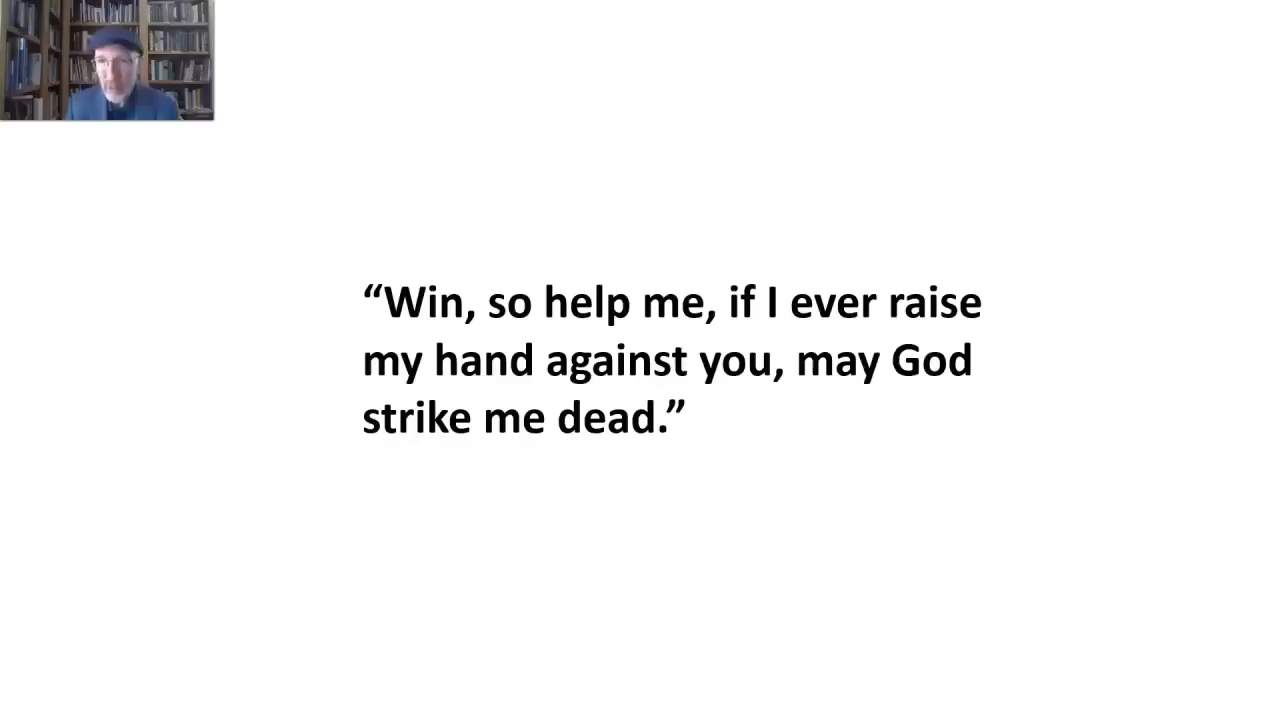 “Win, so help me, if I ever raise
my hand against you, may God
strike me dead.”